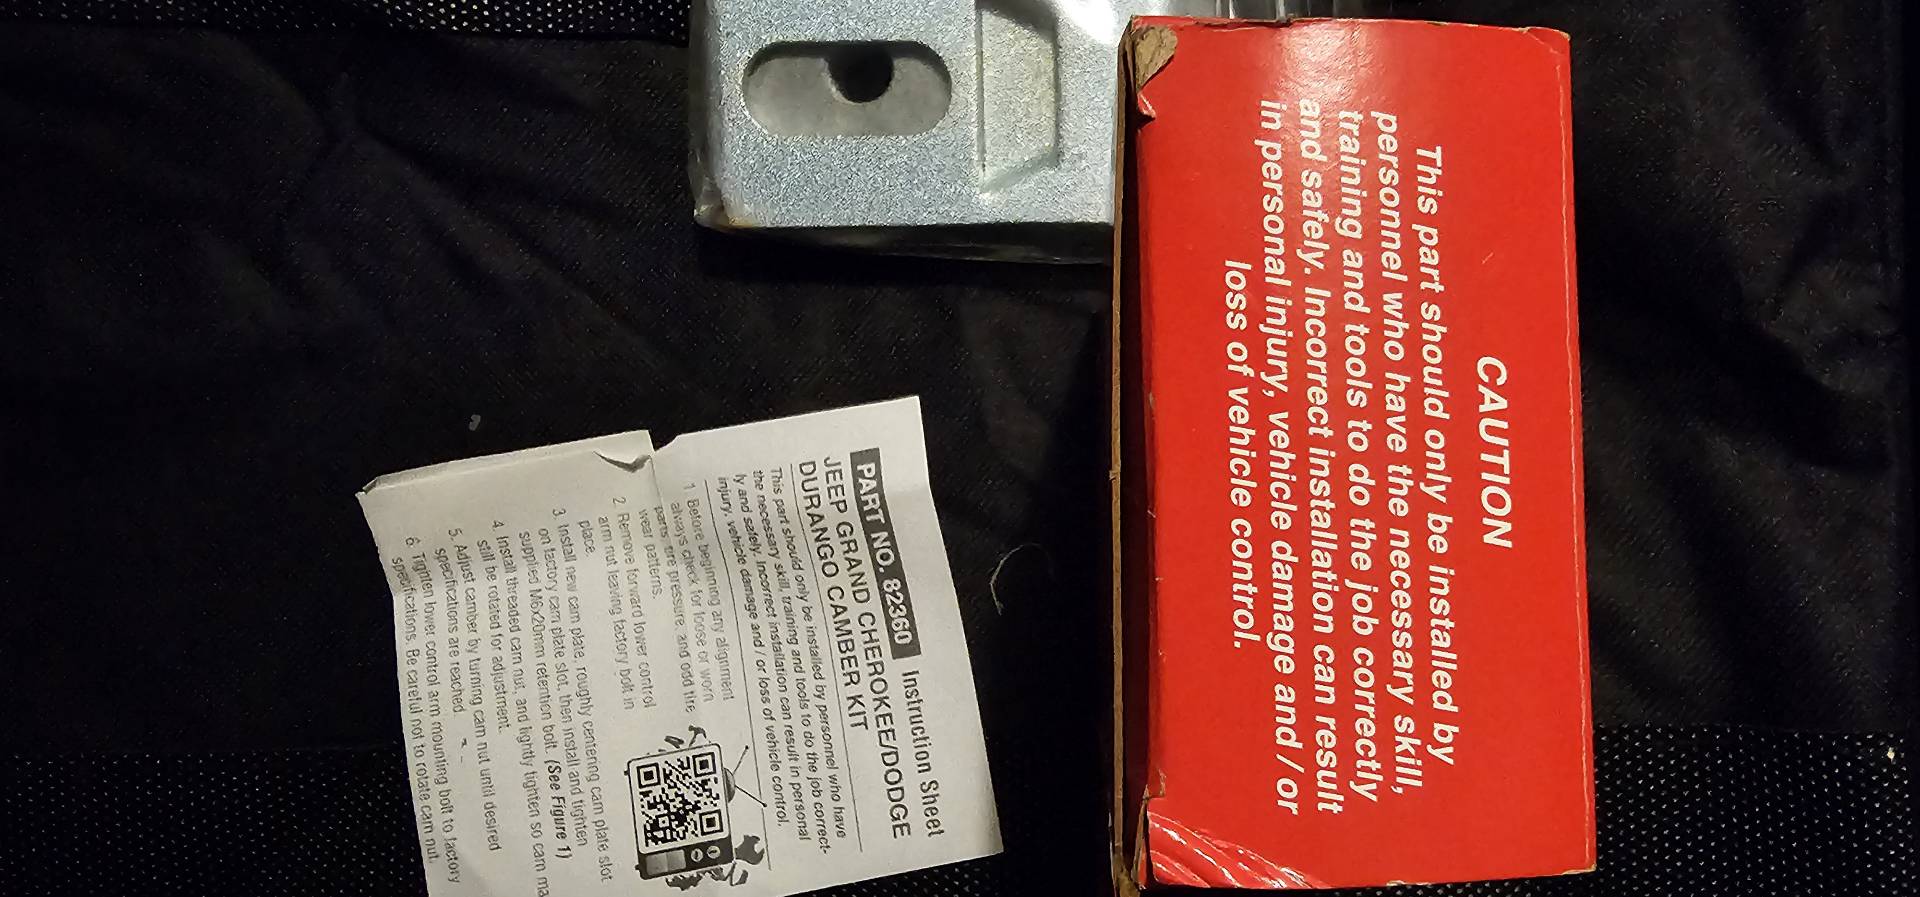 CAUTION
This part should only be installed by
personnel who have the necessary skill,
training and tools to do the job correctly
and safely. Incorrect installation can result
in personal injury, vehicle damage and / or
loss of vehicle control.
PART NO. 82360 Instruction Sheet
JEEP GRAND CHEROKEE/DODGE
DURANGO CAMBER KIT
This part should only be installed by personnel who have
the necessary skill, training and tools to do the job correct-
ly and safely. Incorrect installation can result in personal
injury, vehicle damage and / or loss of vehicle control.
1. Before beginning any alignment
always check for loose or worn
parts, tire pressure and odd tire
wear patterns.
2. Remove forward lower control
arm nut leaving factory bolt in
place.
3. Install new cam plate, roughly centering cam plate slot
on factory cam plate slot, then install and tighten
supplied M6x20mm retention bolt. (See Figure 1)
4. Install threaded cam nut, and lightly tighten so cam ma
still be rotated for adjustment.
5. Adjust camber by turning cam nut until desired
specifications are reached.
6. Tighten lower control arm mounting bolt to factory
specifications. Be careful not to rotate cam nut.